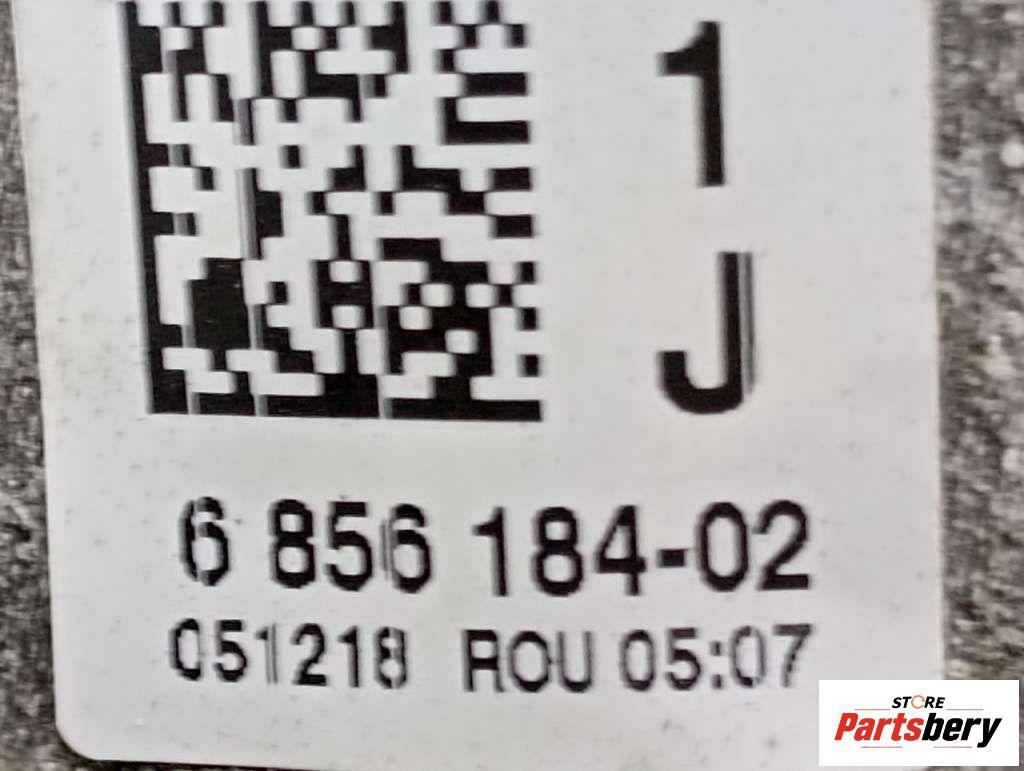 1
J
6 856 184-02
051218 ROU 05:07
STORE
Partsbery